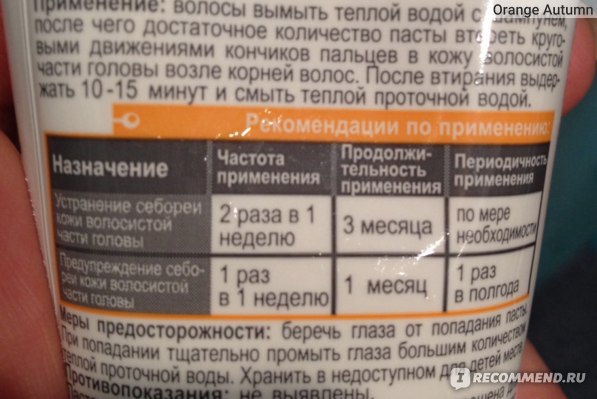 Orange Autumn
Применение: волосы вымыть теплой водой с шампунем,
после чего достаточное количество пасты втереть круго-
выми движениями кончиков пальцев в кожу волосистой
части головы возле корней волос. После втирания выдер-
жать 10-15 минут и смыть теплой проточной водой.
Рекомендации по применению:
Назначение
Частота применения
Продолжи-
тельность
применения
Периодичность
применения
Устранение себореи
кожи волосистой
части головы
2 раза в 1
неделю
3 месяца
по мере
необходимости
Предупреждение себо-
реи кожи волосистой
части головы
1 раз
в 1 неделю
1 месяц
1 раз
в полгода
Меры предосторожности: беречь глаза от попадания пасты.
При попадании тщательно промыть глаза большим количеством
теплой проточной воды. Хранить в недоступном для детей месте.
Противопоказания: не выявлены.
IRECOMMEND.RU